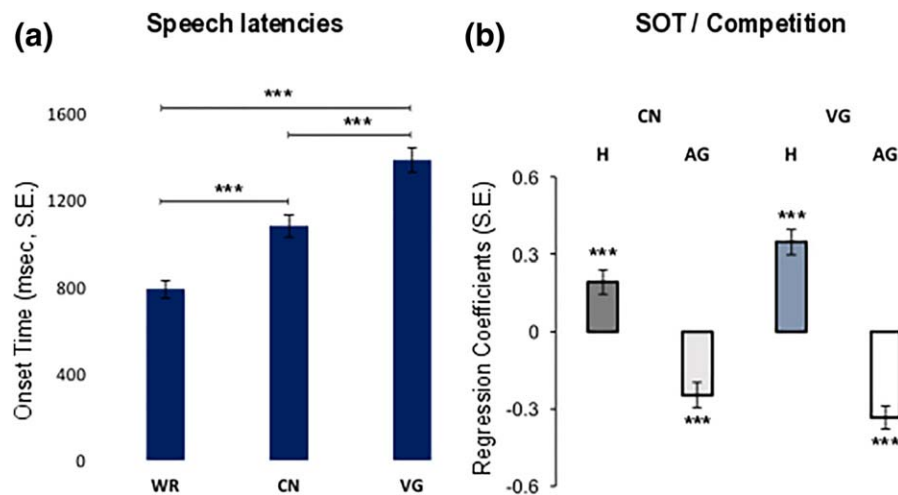 (a) Speech latencies
Onset Time (msec, S.E.)
1600
1200
800
400
0
***
***
***
WR CN VG
(b) SOT / Competition
CN VG
H AG H AG
Regression Coefficients (S.E.)
0.6
0.3
0
-0.3
-0.6
***
***
***
***